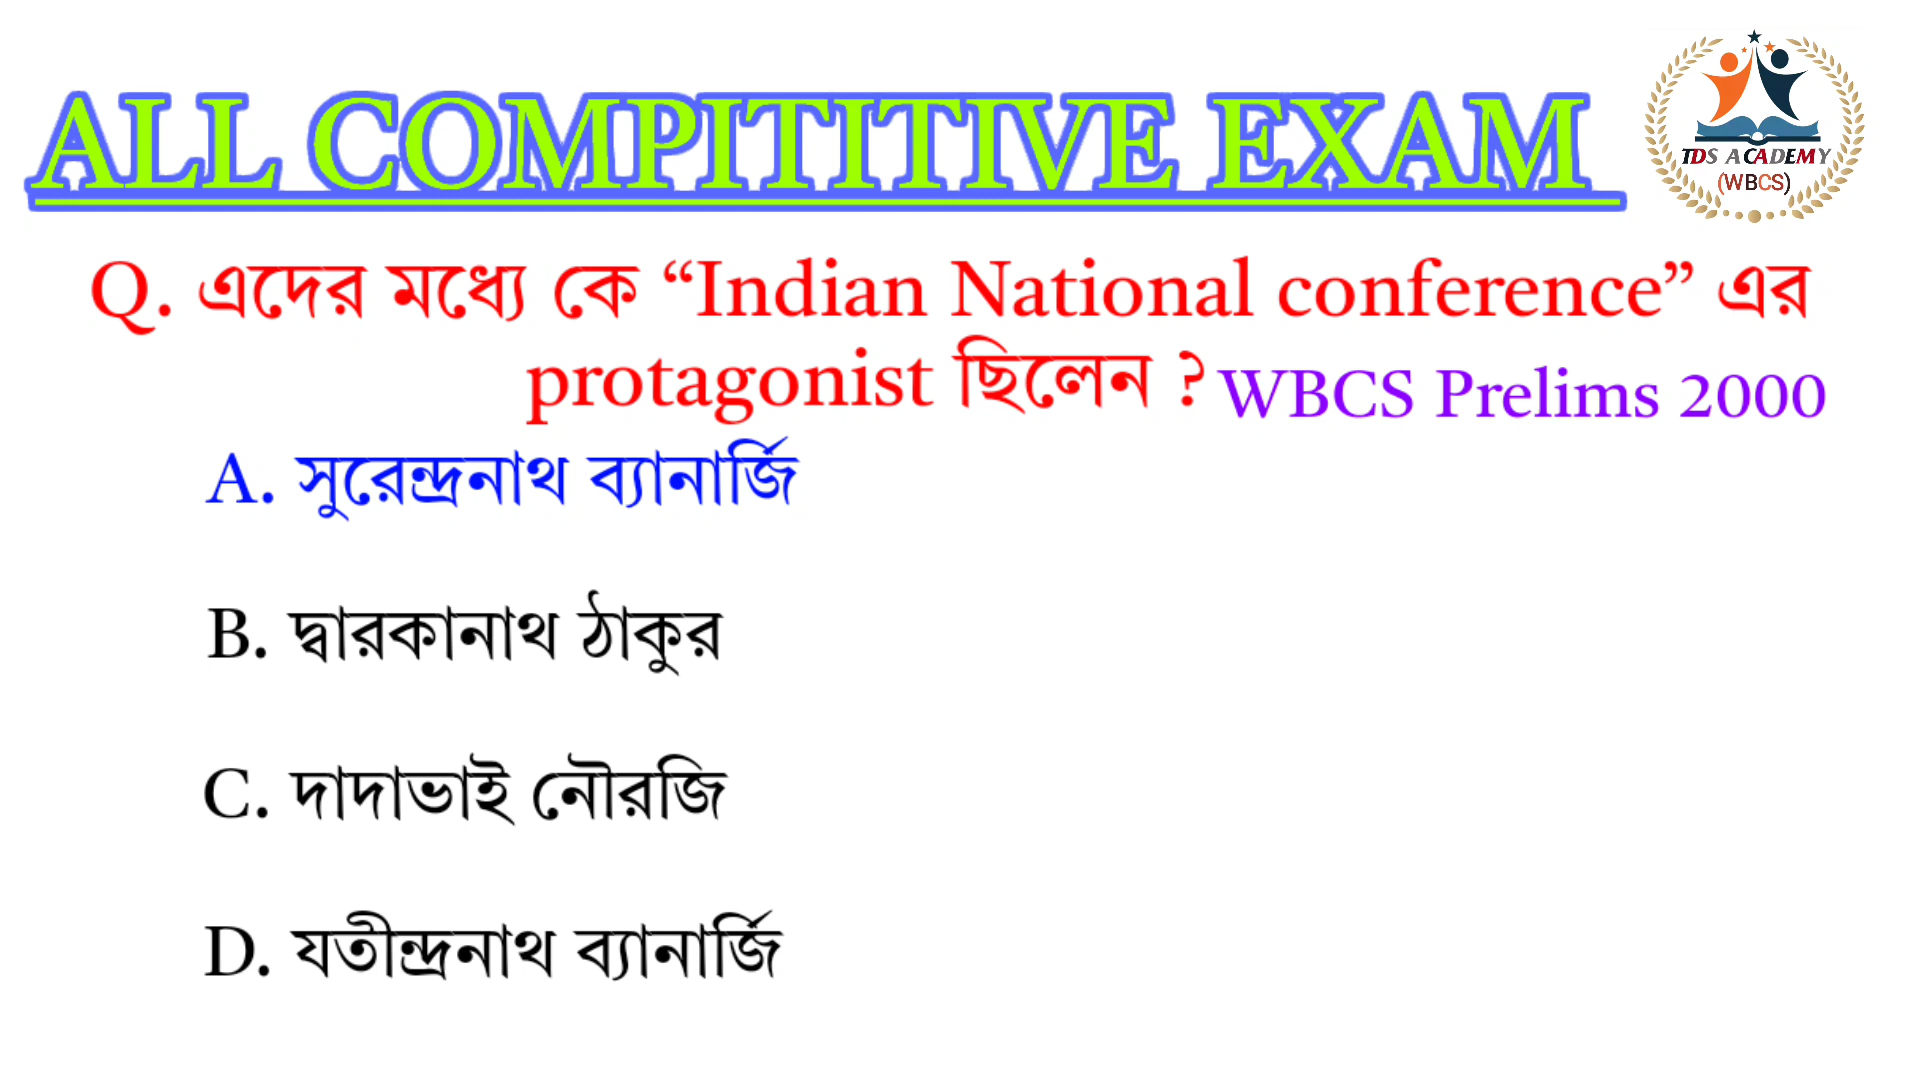 ALL COMPITITIVE EXAM
TDS ACADEMY
(WBCS)
Q. এদের মধ্যে কে “Indian National conference” এর
protagonist ছিলেন ? WBCS Prelims 2000
A. সুরেন্দ্রনাথ ব্যানার্জি
B. দ্বারকানাথ ঠাকুর
C. দাদাভাই নৌরজি
D. যতীন্দ্রনাথ ব্যানার্জি